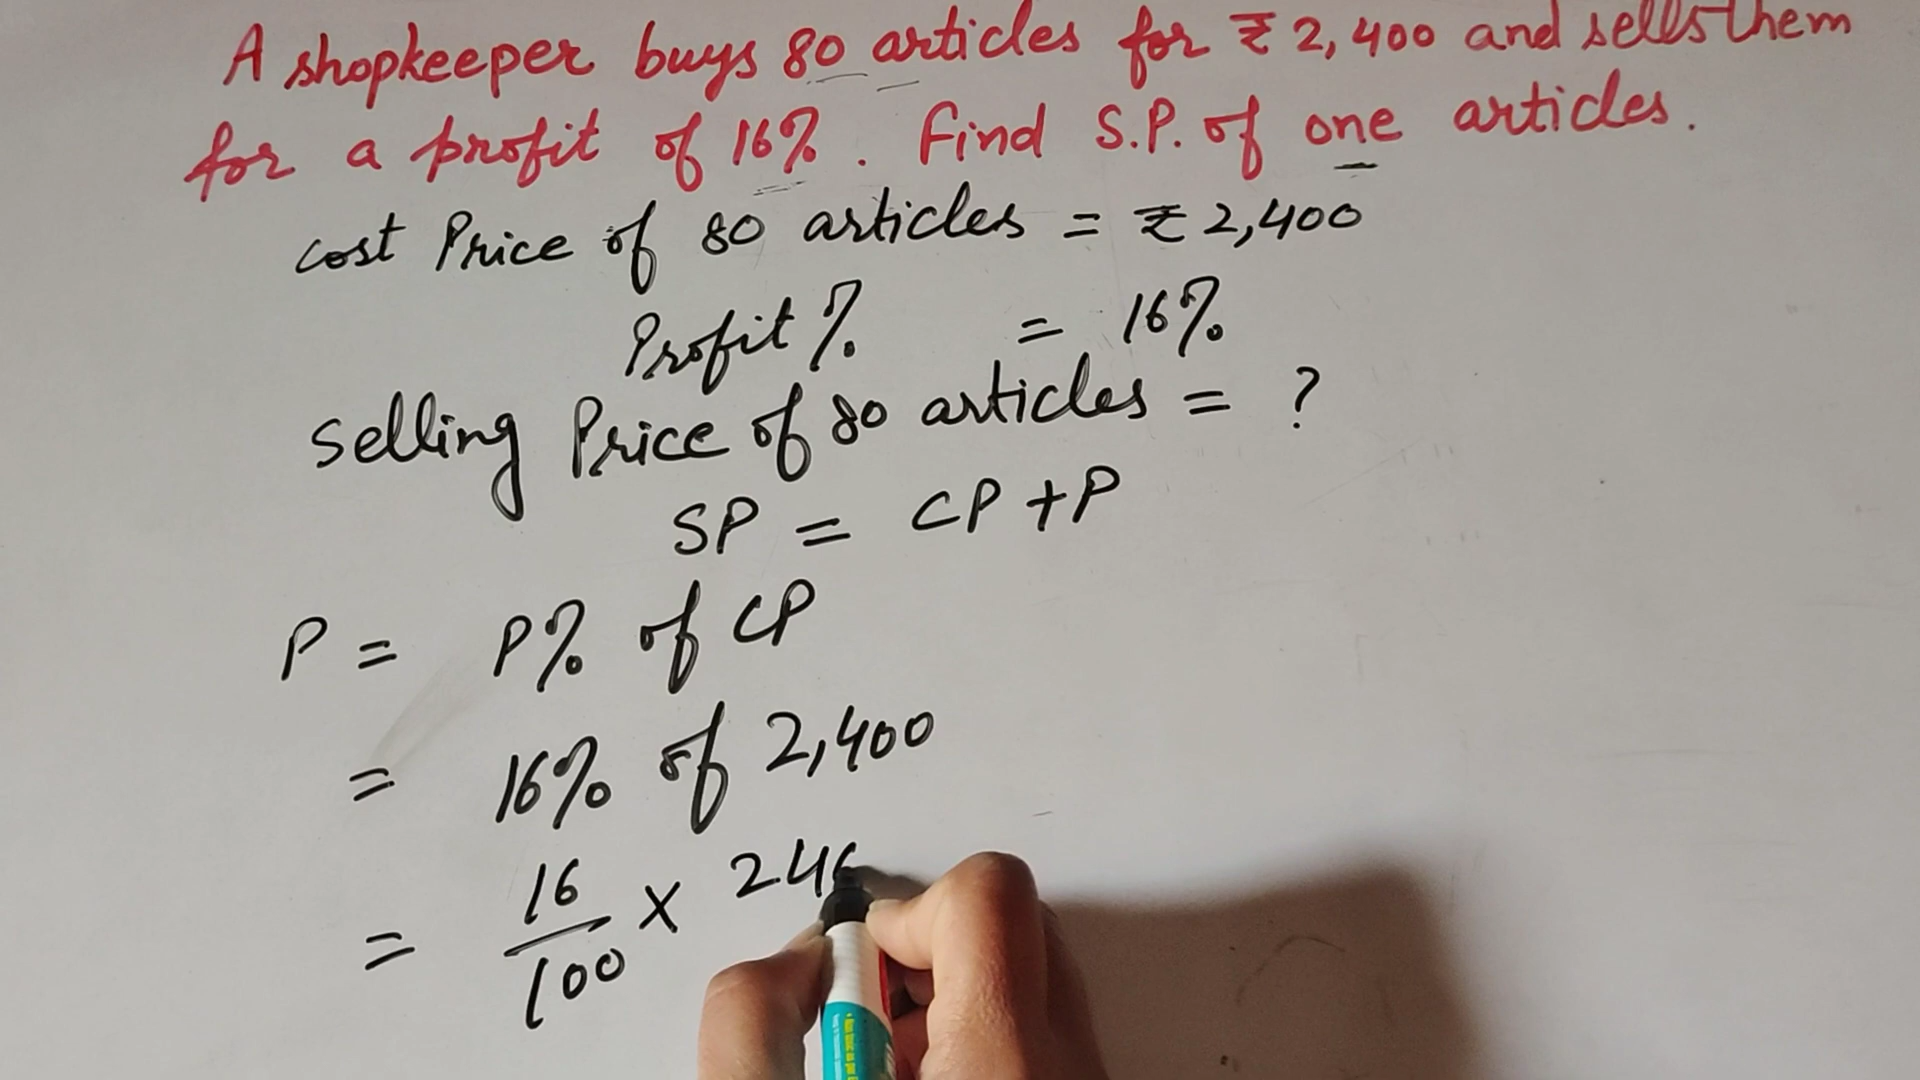 A shopkeeper buys 80 articles for ₹ 2,400 and sells them
for a profit of 16%. Find S.P. of one articles.
Cost Price of 80 articles = ₹ 2,400
Profit % = 16%
Selling Price of 80 articles = ?
SP = CP + P
P = P% of CP
= 16% of 2,400
= 16/100 × 240